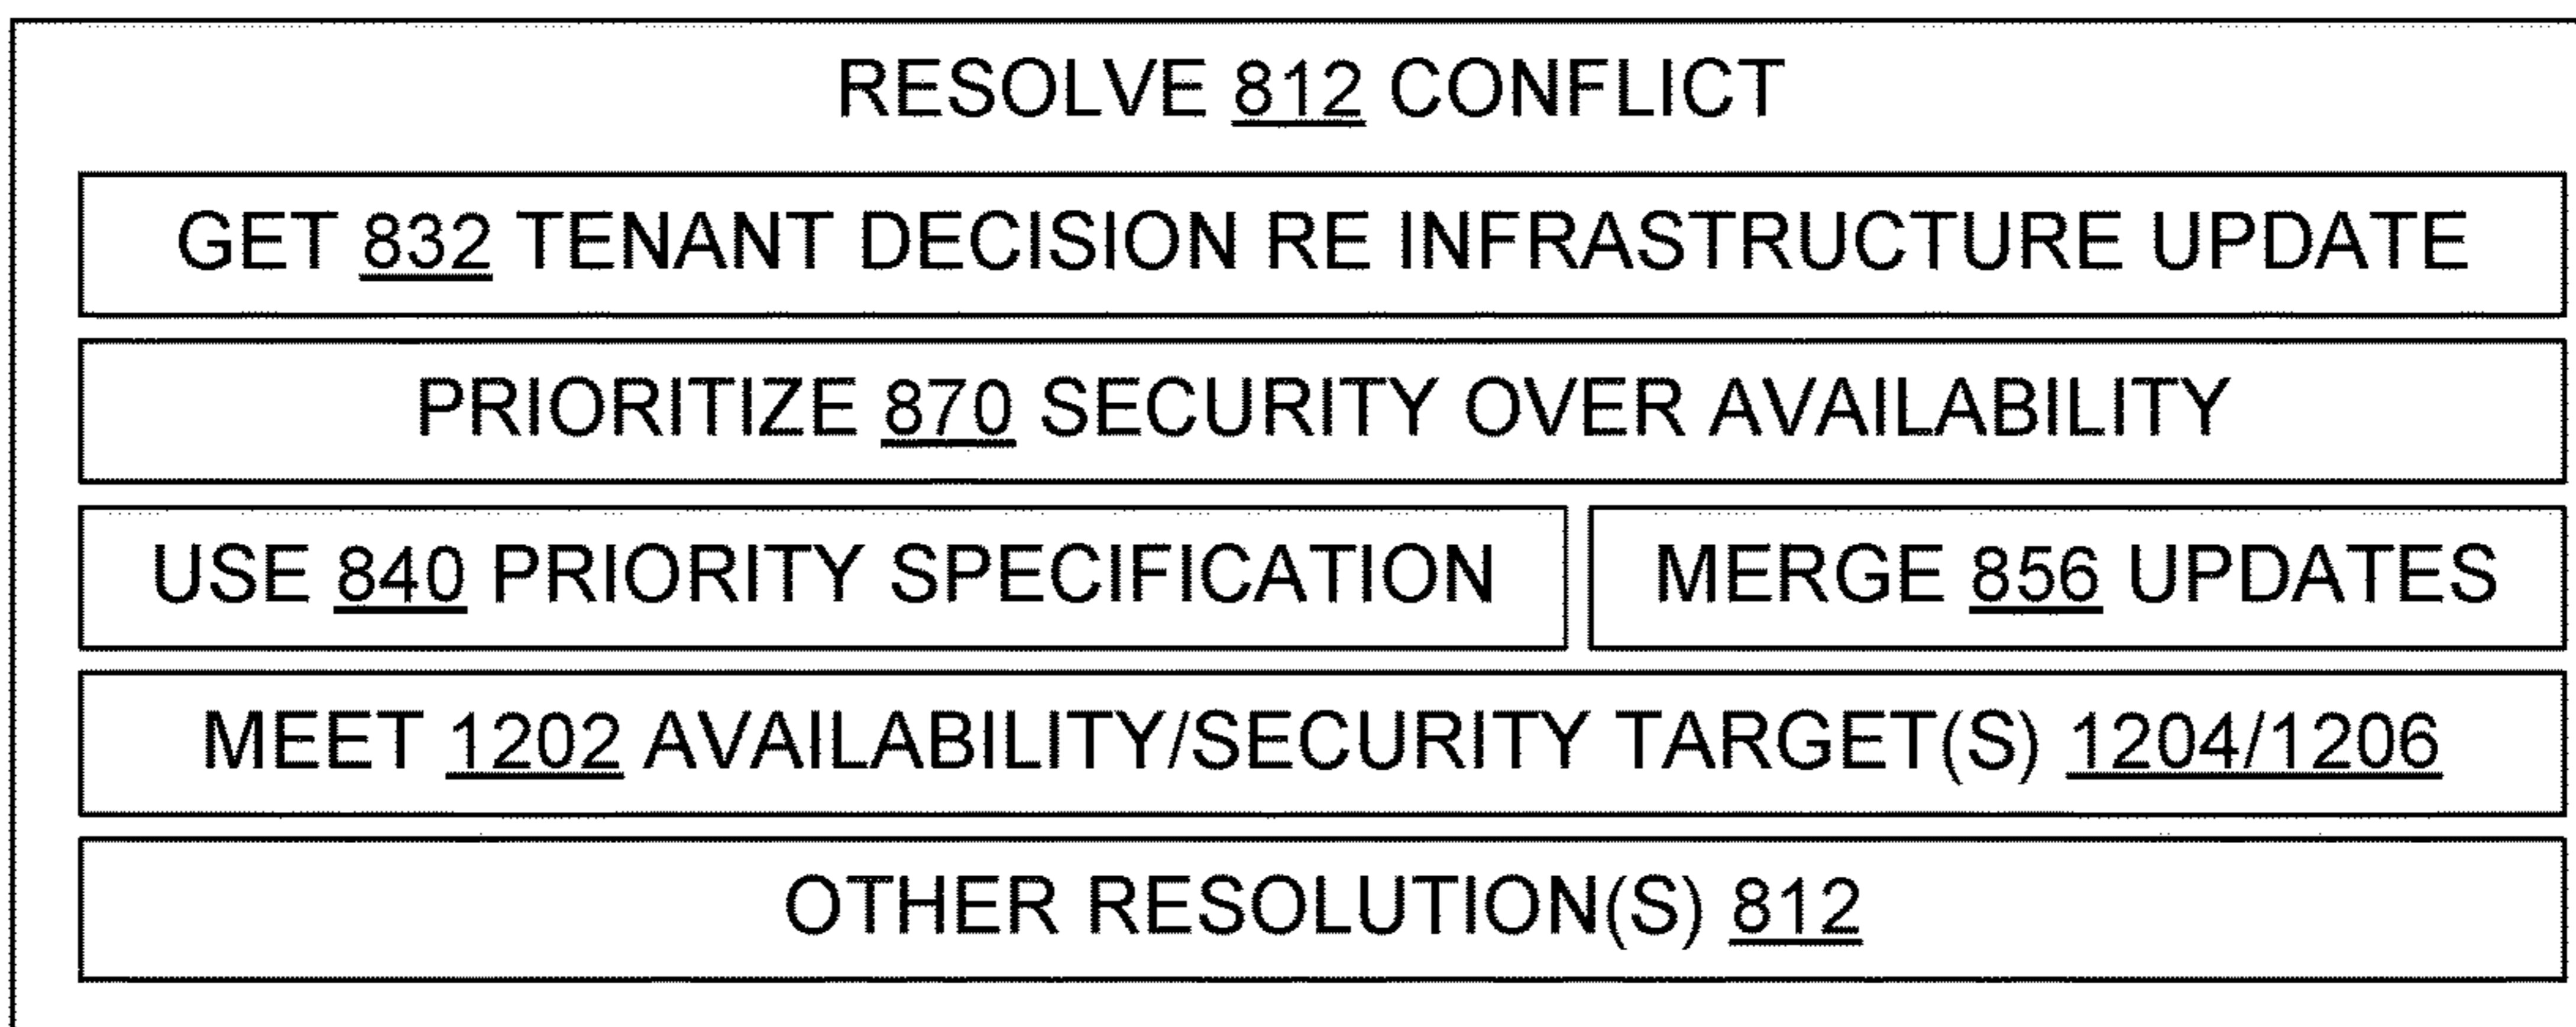 RESOLVE 812 CONFLICT
GET 832 TENANT DECISION RE INFRASTRUCTURE UPDATE
PRIORITIZE 870 SECURITY OVER AVAILABILITY
USE 840 PRIORITY SPECIFICATION
MERGE 856 UPDATES
MEET 1202 AVAILABILITY/SECURITY TARGET(S) 1204/1206
OTHER RESOLUTION(S) 812